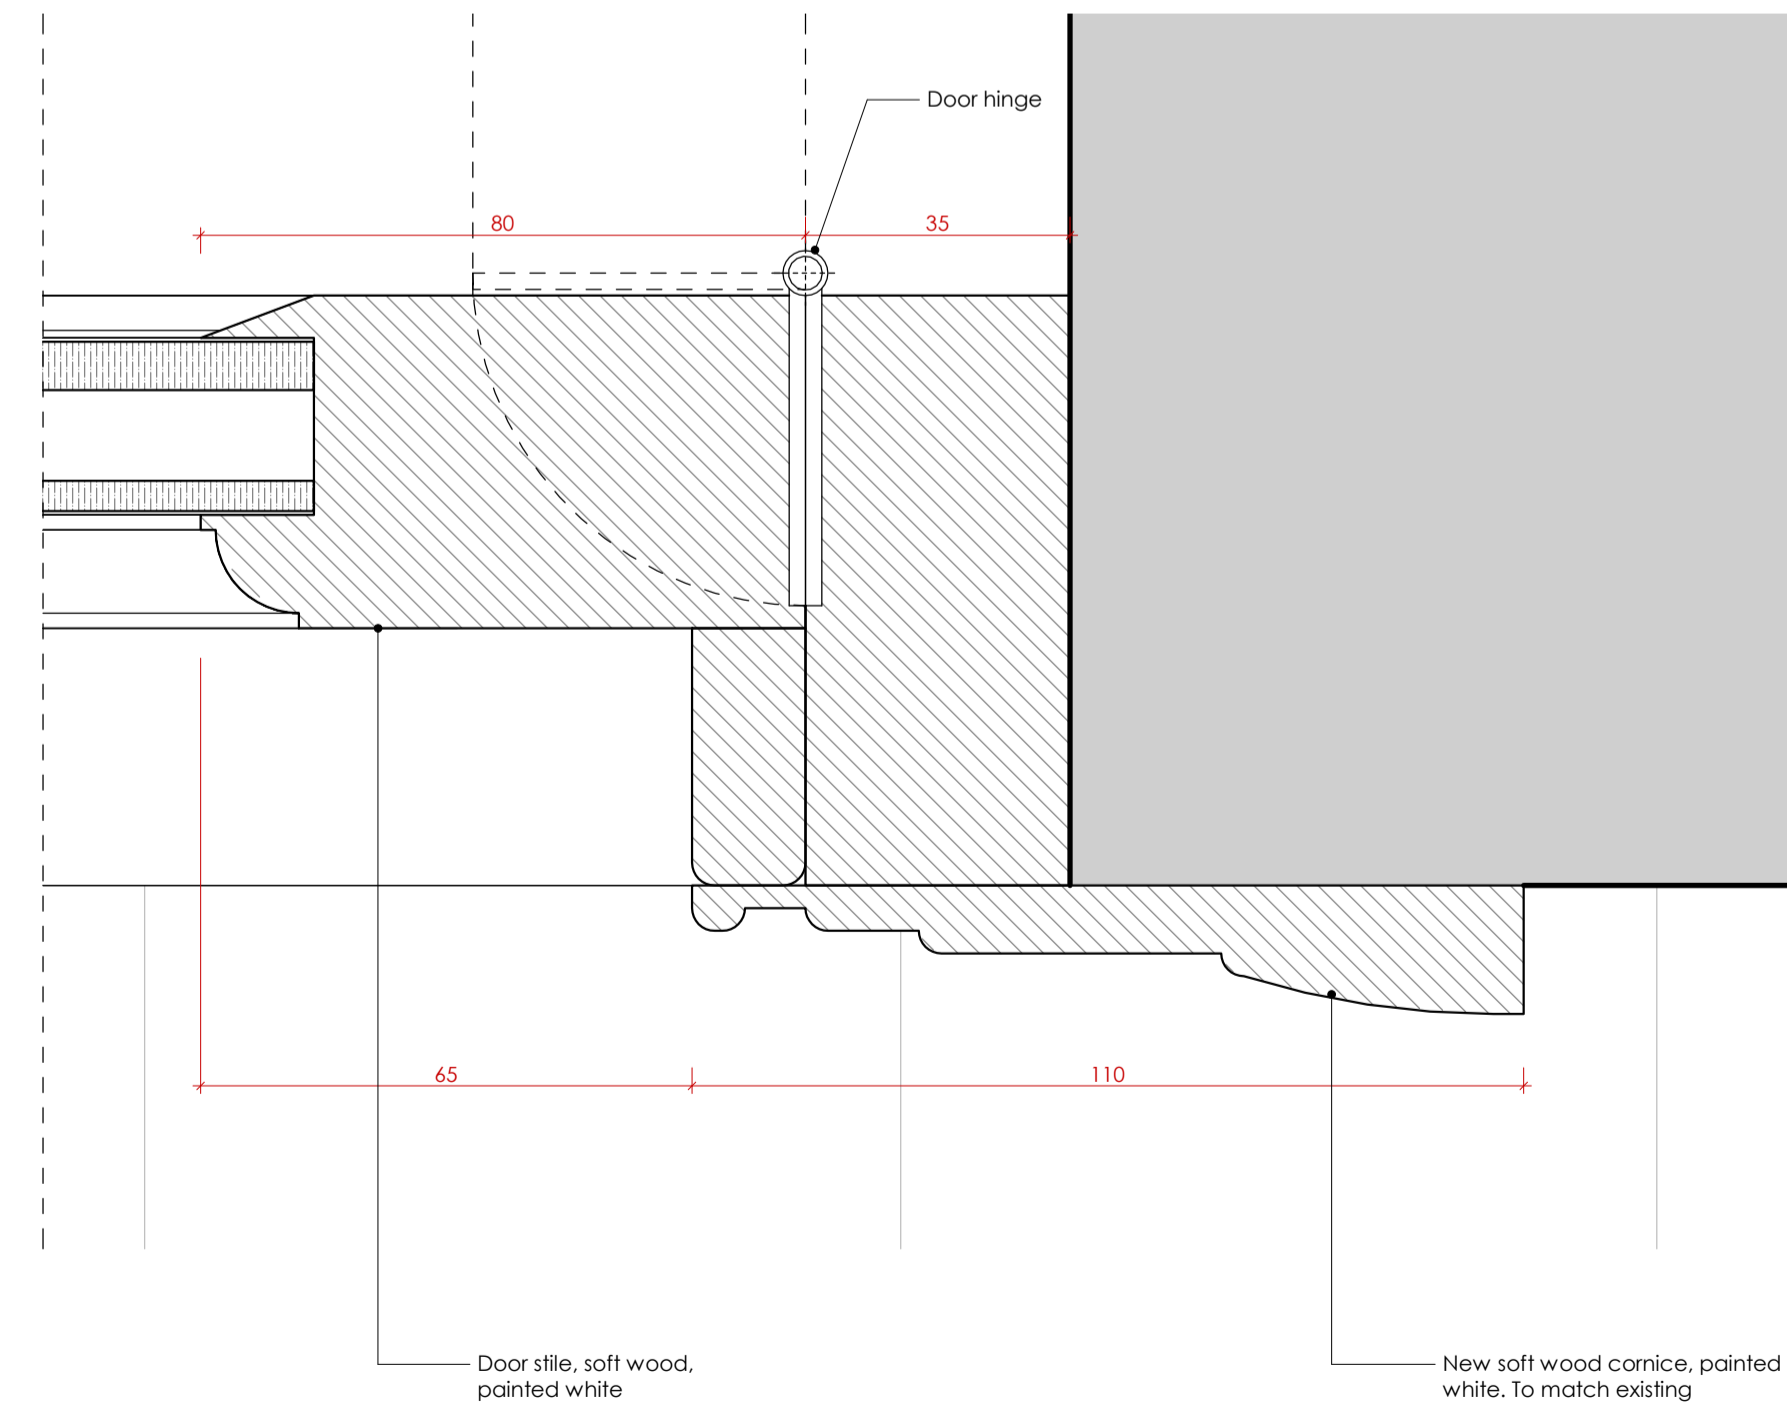 Door hinge
80
35
65
110
Door stile, soft wood,
painted white
New soft wood cornice, painted
white. To match existing